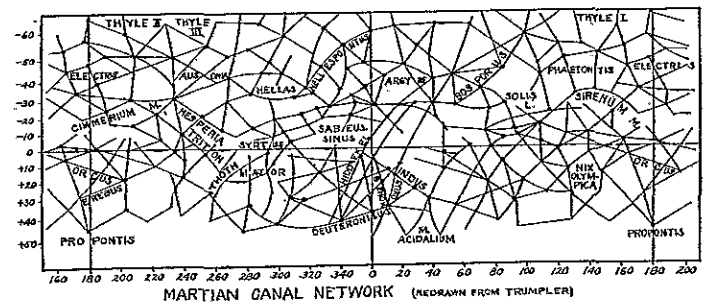 THYLE II THYLE III THYLE I
-60
-50
ELECTRIS AUSONIA HELLAS HELLESPONTUS ARGYRE BOSPORUS PHAETONTIS ELECTRIS
-40
-30
CIMMERIUM M. HESPERIA SOLIS L. SIRENUM M.
-20
TRITON SABÆUS SINUS
-10
SYRTIS
0
ORCUS THOTH MAJOR INDUS NIX OLYMPICA ORCUS
+10
EREBUS
+20
+30
DEUTERONILUS
+40
PROPONTIS M. ACIDALIUM PROPONTIS
+50
160 180 200 220 240 260 280 300 320 340 0 20 40 60 80 100 120 140 160 180 200
MARTIAN CANAL NETWORK (REDRAWN FROM TRUMPLER)